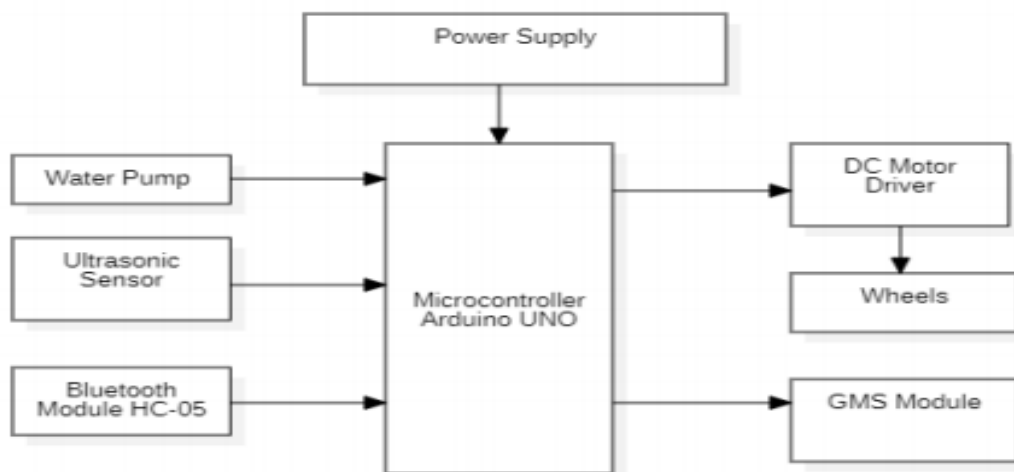 Power Supply
Water Pump
Ultrasonic
Sensor
Bluetooth
Module HC-05
Microcontroller
Arduino UNO
DC Motor
Driver
Wheels
GMS Module